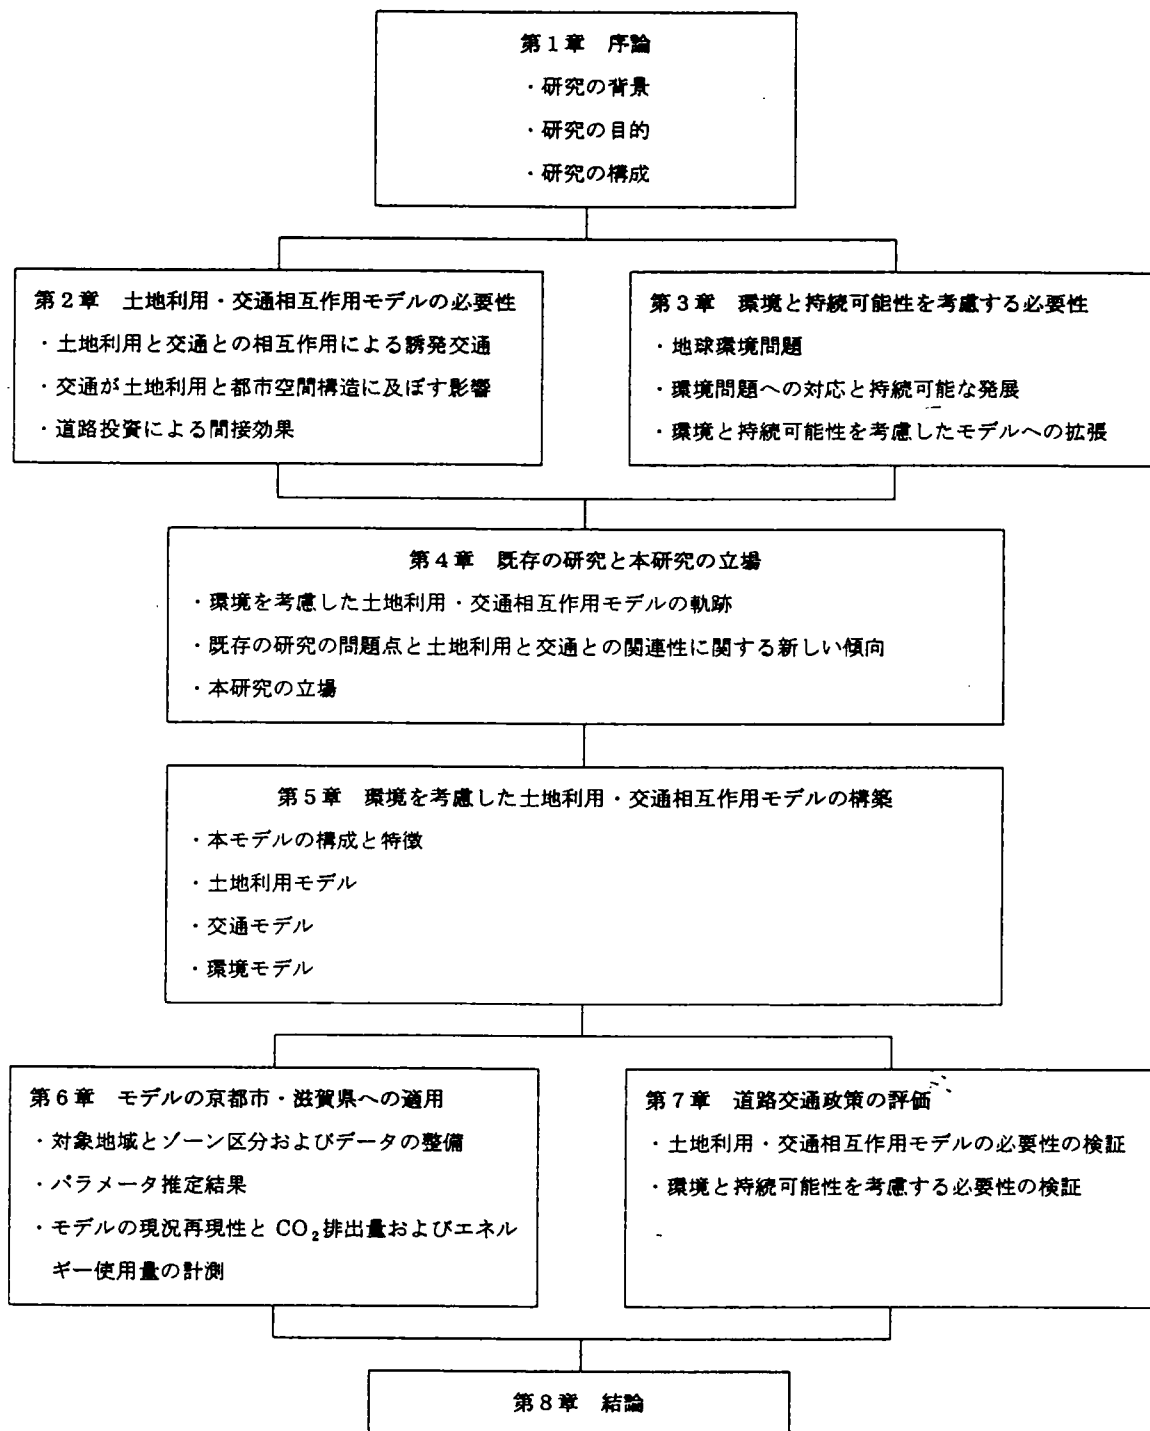 第1章　序論
・研究の背景
・研究の目的
・研究の構成
第2章　土地利用・交通相互作用モデルの必要性
・土地利用と交通との相互作用による誘発交通
・交通が土地利用と都市空間構造に及ぼす影響
・道路投資による間接効果
第3章　環境と持続可能性を考慮する必要性
・地球環境問題
・環境問題への対応と持続可能な発展
・環境と持続可能性を考慮したモデルへの拡張
第4章　既存の研究と本研究の立場
・環境を考慮した土地利用・交通相互作用モデルの軌跡
・既存の研究の問題点と土地利用と交通との関連性に関する新しい傾向
・本研究の立場
第5章　環境を考慮した土地利用・交通相互作用モデルの構築
・本モデルの構成と特徴
・土地利用モデル
・交通モデル
・環境モデル
第6章　モデルの京都市・滋賀県への適用
・対象地域とゾーン区分およびデータの整備
・パラメータ推定結果
・モデルの現況再現性と CO₂排出量およびエネル
ギー使用量の計測
第7章　道路交通政策の評価
・土地利用・交通相互作用モデルの必要性の検証
・環境と持続可能性を考慮する必要性の検証
第8章　結論